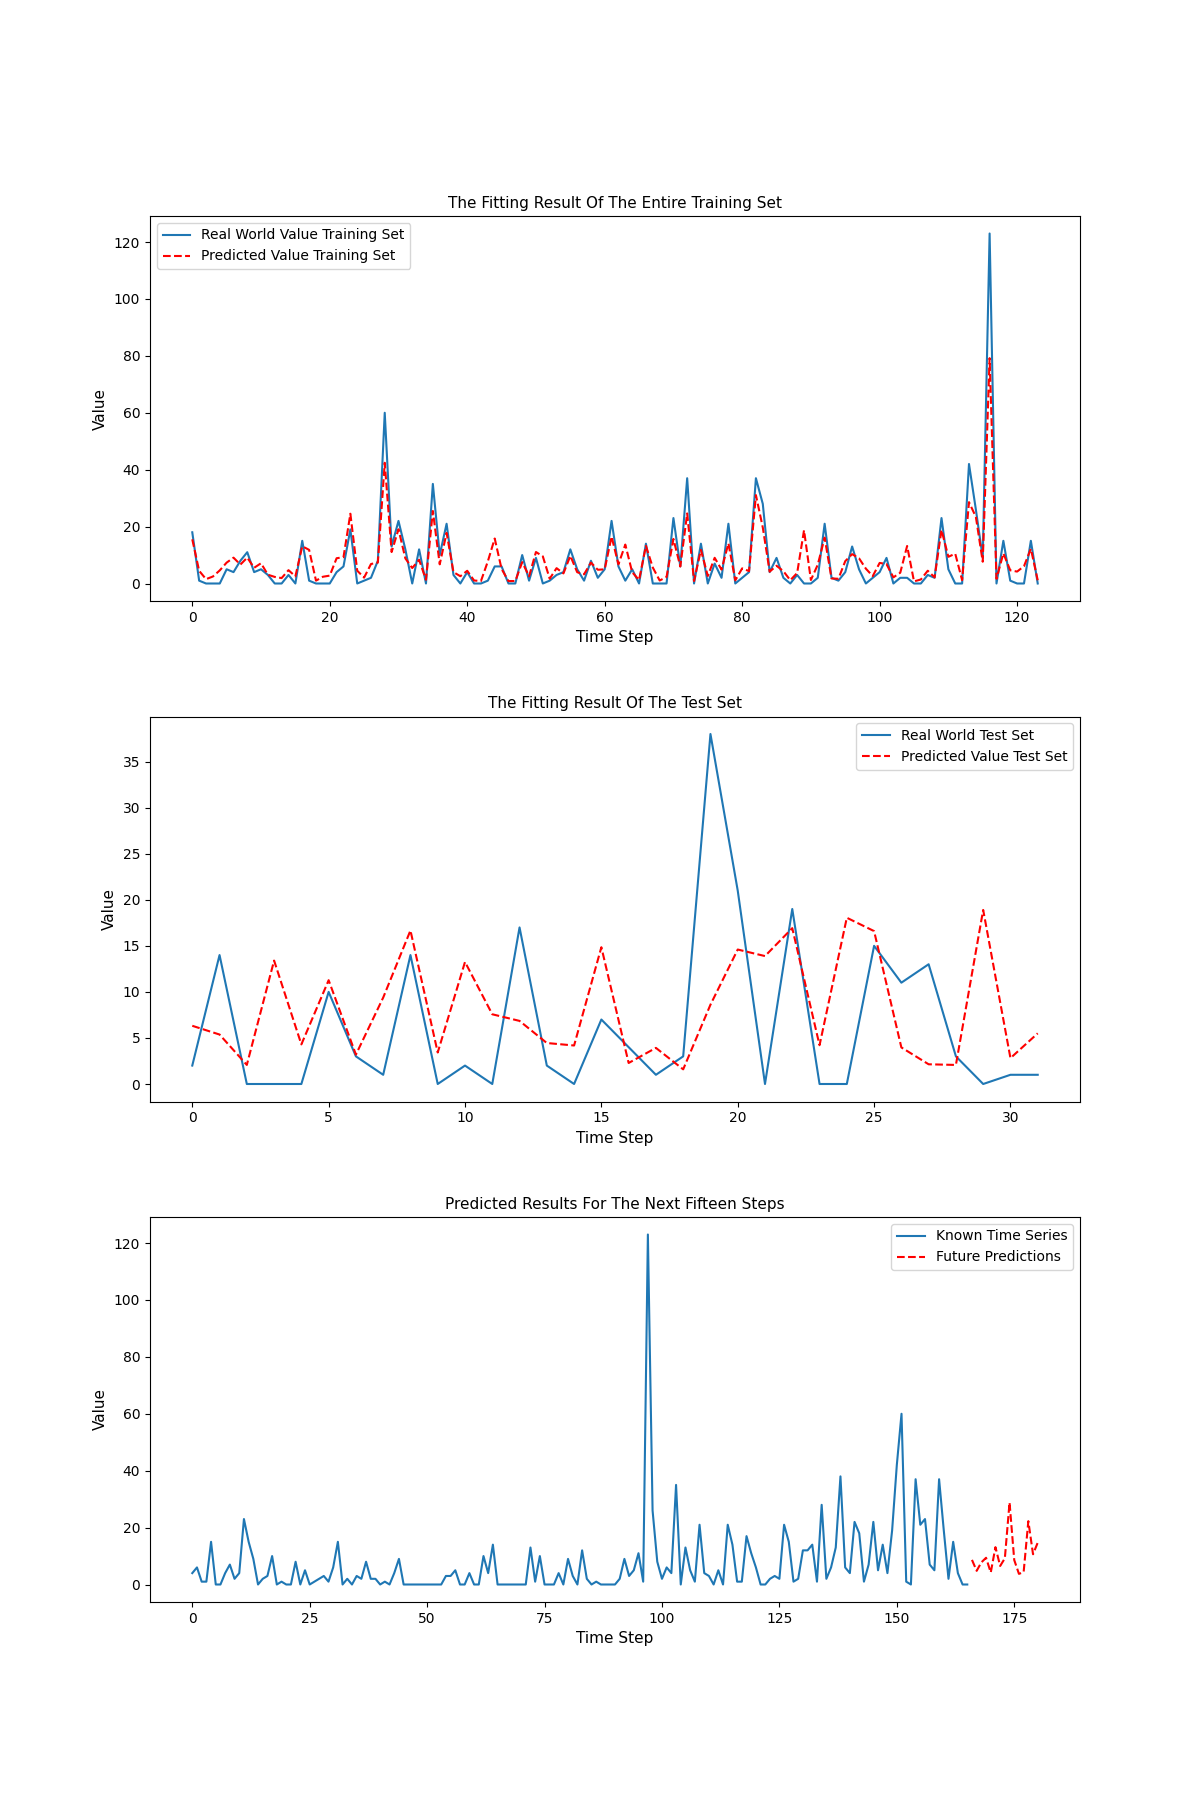 The Fitting Result Of The Entire Training Set
Real World Value Training Set
Predicted Value Training Set
120
100
80
60
40
20
0
Value
0 20 40 60 80 100 120
Time Step
The Fitting Result Of The Test Set
Real World Test Set
Predicted Value Test Set
35
30
25
20
15
10
5
0
Value
0 5 10 15 20 25 30
Time Step
Predicted Results For The Next Fifteen Steps
Known Time Series
Future Predictions
120
100
80
60
40
20
0
Value
0 25 50 75 100 125 150 175
Time Step